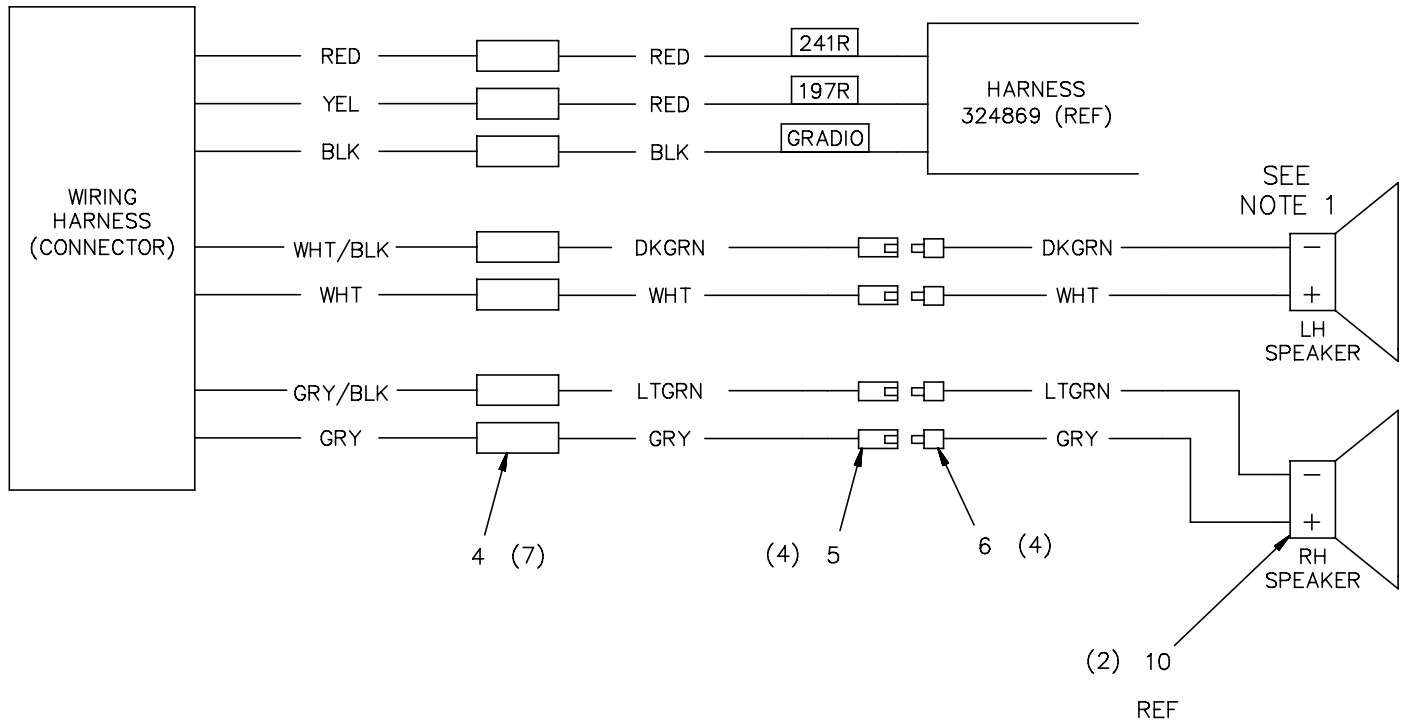 RED RED 241R
YEL RED 197R
BLK BLK GRADIO
HARNESS
324869 (REF)
WIRING
HARNESS
(CONNECTOR)
SEE
NOTE 1
WHT/BLK DKGRN DKGRN −
WHT WHT WHT +
LH
SPEAKER
GRY/BLK LTGRN LTGRN −
GRY GRY GRY +
RH
SPEAKER
4 (7)
(4) 5
6 (4)
(2) 10
REF